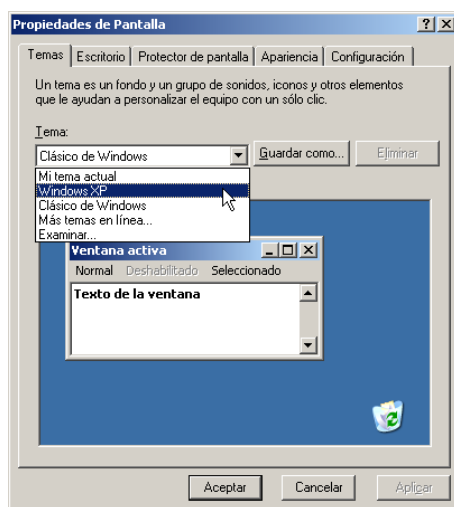 Propiedades de Pantalla
Temas Escritorio Protector de pantalla Apariencia Configuración
Un tema es un fondo y un grupo de sonidos, iconos y otros elementos
que le ayudan a personalizar el equipo con un sólo clic.
Tema:
Clásico de Windows Guardar como... Eliminar
Mi tema actual
Windows XP
Clásico de Windows
Más temas en línea...
Examinar...
Ventana activa
Normal Deshabilitado Seleccionado
Texto de la ventana
Aceptar Cancelar Aplicar